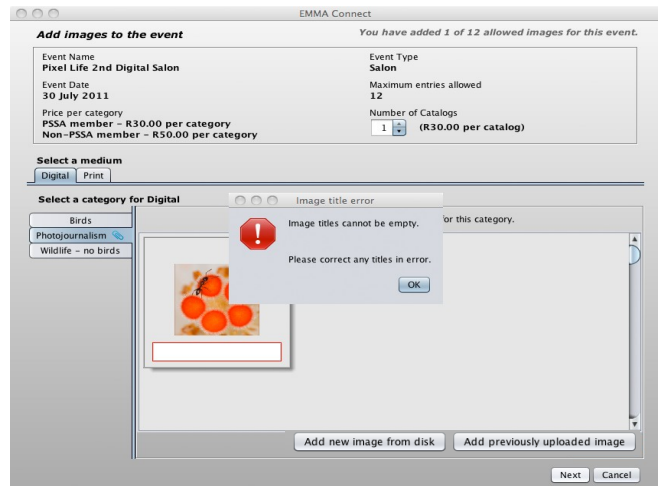 EMMA Connect
Add images to the event
You have added 1 of 12 allowed images for this event.
Event Name
Pixel Life 2nd Digital Salon
Event Type
Salon
Event Date
30 July 2011
Maximum entries allowed
12
Price per category
PSSA member – R30.00 per category
Non-PSSA member – R50.00 per category
Number of Catalogs
1 (R30.00 per catalog)
Select a medium
Digital Print
Select a category for Digital
Birds
Photojournalism
Wildlife – no birds
for this category.
Image title error
Image titles cannot be empty.
Please correct any titles in error.
OK
Add new image from disk Add previously uploaded image
Next Cancel